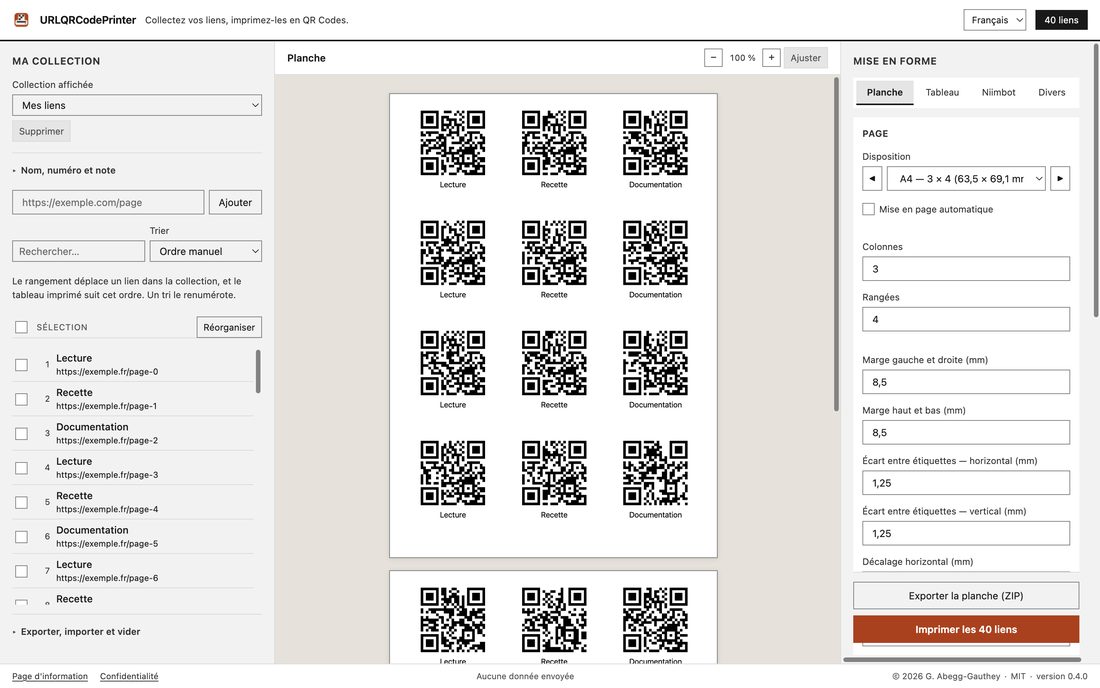 URLQRCodePrinter
Collectez vos liens, imprimez-les en QR Codes.
Français
40 liens
MA COLLECTION
Collection affichée
Mes liens
Supprimer
Nom, numéro et note
https://exemple.com/page
Ajouter
Trier
Rechercher...
Ordre manuel
Le rangement déplace un lien dans la collection, et le
tableau imprimé suit cet ordre. Un tri le renumérote.
SÉLECTION
Réorganiser
1 Lecture
https://exemple.fr/page-0
2 Recette
https://exemple.fr/page-1
3 Documentation
https://exemple.fr/page-2
4 Lecture
https://exemple.fr/page-3
5 Recette
https://exemple.fr/page-4
6 Documentation
https://exemple.fr/page-5
7 Lecture
https://exemple.fr/page-6
Recette
Exporter, importer et vider
Planche
− 100 % +
Ajuster
Lecture Recette Documentation
Lecture Recette Documentation
Lecture Recette Documentation
Lecture Recette Documentation
Lecture Recette Documentation
MISE EN FORME
Planche Tableau Niimbot Divers
PAGE
Disposition
A4 — 3 × 4 (63,5 × 69,1 mr
Mise en page automatique
Colonnes
3
Rangées
4
Marge gauche et droite (mm)
8,5
Marge haut et bas (mm)
8,5
Écart entre étiquettes — horizontal (mm)
1,25
Écart entre étiquettes — vertical (mm)
1,25
Décalage horizontal (mm)
Exporter la planche (ZIP)
Imprimer les 40 liens
Page d'information
Confidentialité
Aucune donnée envoyée
© 2026 G. Abegg-Gauthey · MIT · version 0.4.0